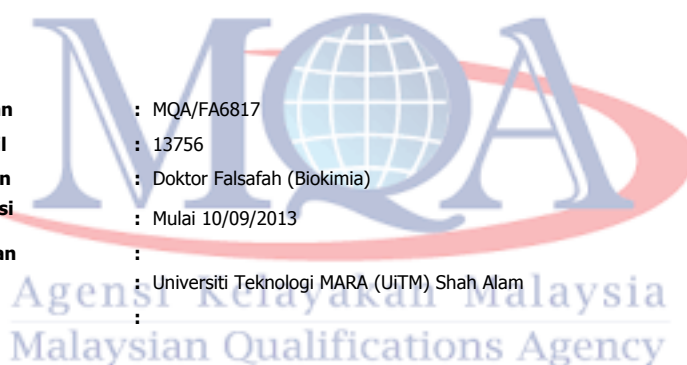 MQA
an : MQA/FA6817
l : 13756
n : Doktor Falsafah (Biokimia)
si : Mulai 10/09/2013
an :
: Universiti Teknologi MARA (UiTM) Shah Alam
:
Agensi Kelayakan Malaysia
Malaysian Qualifications Agency